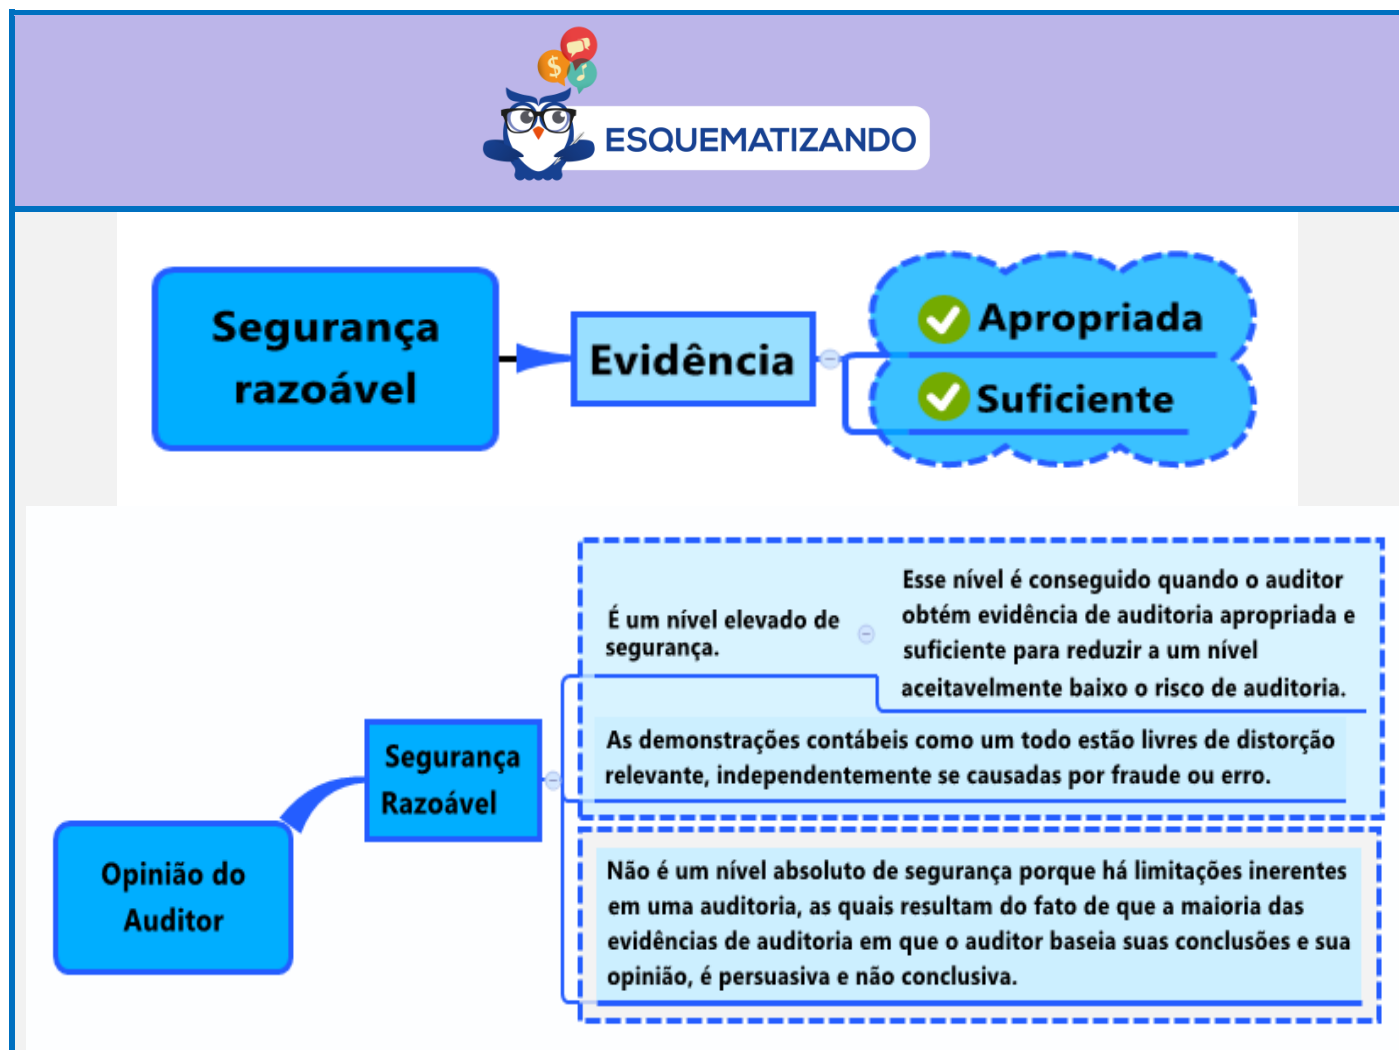 ESQUEMATIZANDO
Segurança
razoável
Evidência
Apropriada
Suficiente
Opinião do
Auditor
Segurança
Razoável
É um nível elevado de
segurança.
Esse nível é conseguido quando o auditor
obtém evidência de auditoria apropriada e
suficiente para reduzir a um nível
aceitavelmente baixo o risco de auditoria.
As demonstrações contábeis como um todo estão livres de distorção
relevante, independentemente se causadas por fraude ou erro.
Não é um nível absoluto de segurança porque há limitações inerentes
em uma auditoria, as quais resultam do fato de que a maioria das
evidências de auditoria em que o auditor baseia suas conclusões e sua
opinião, é persuasiva e não conclusiva.